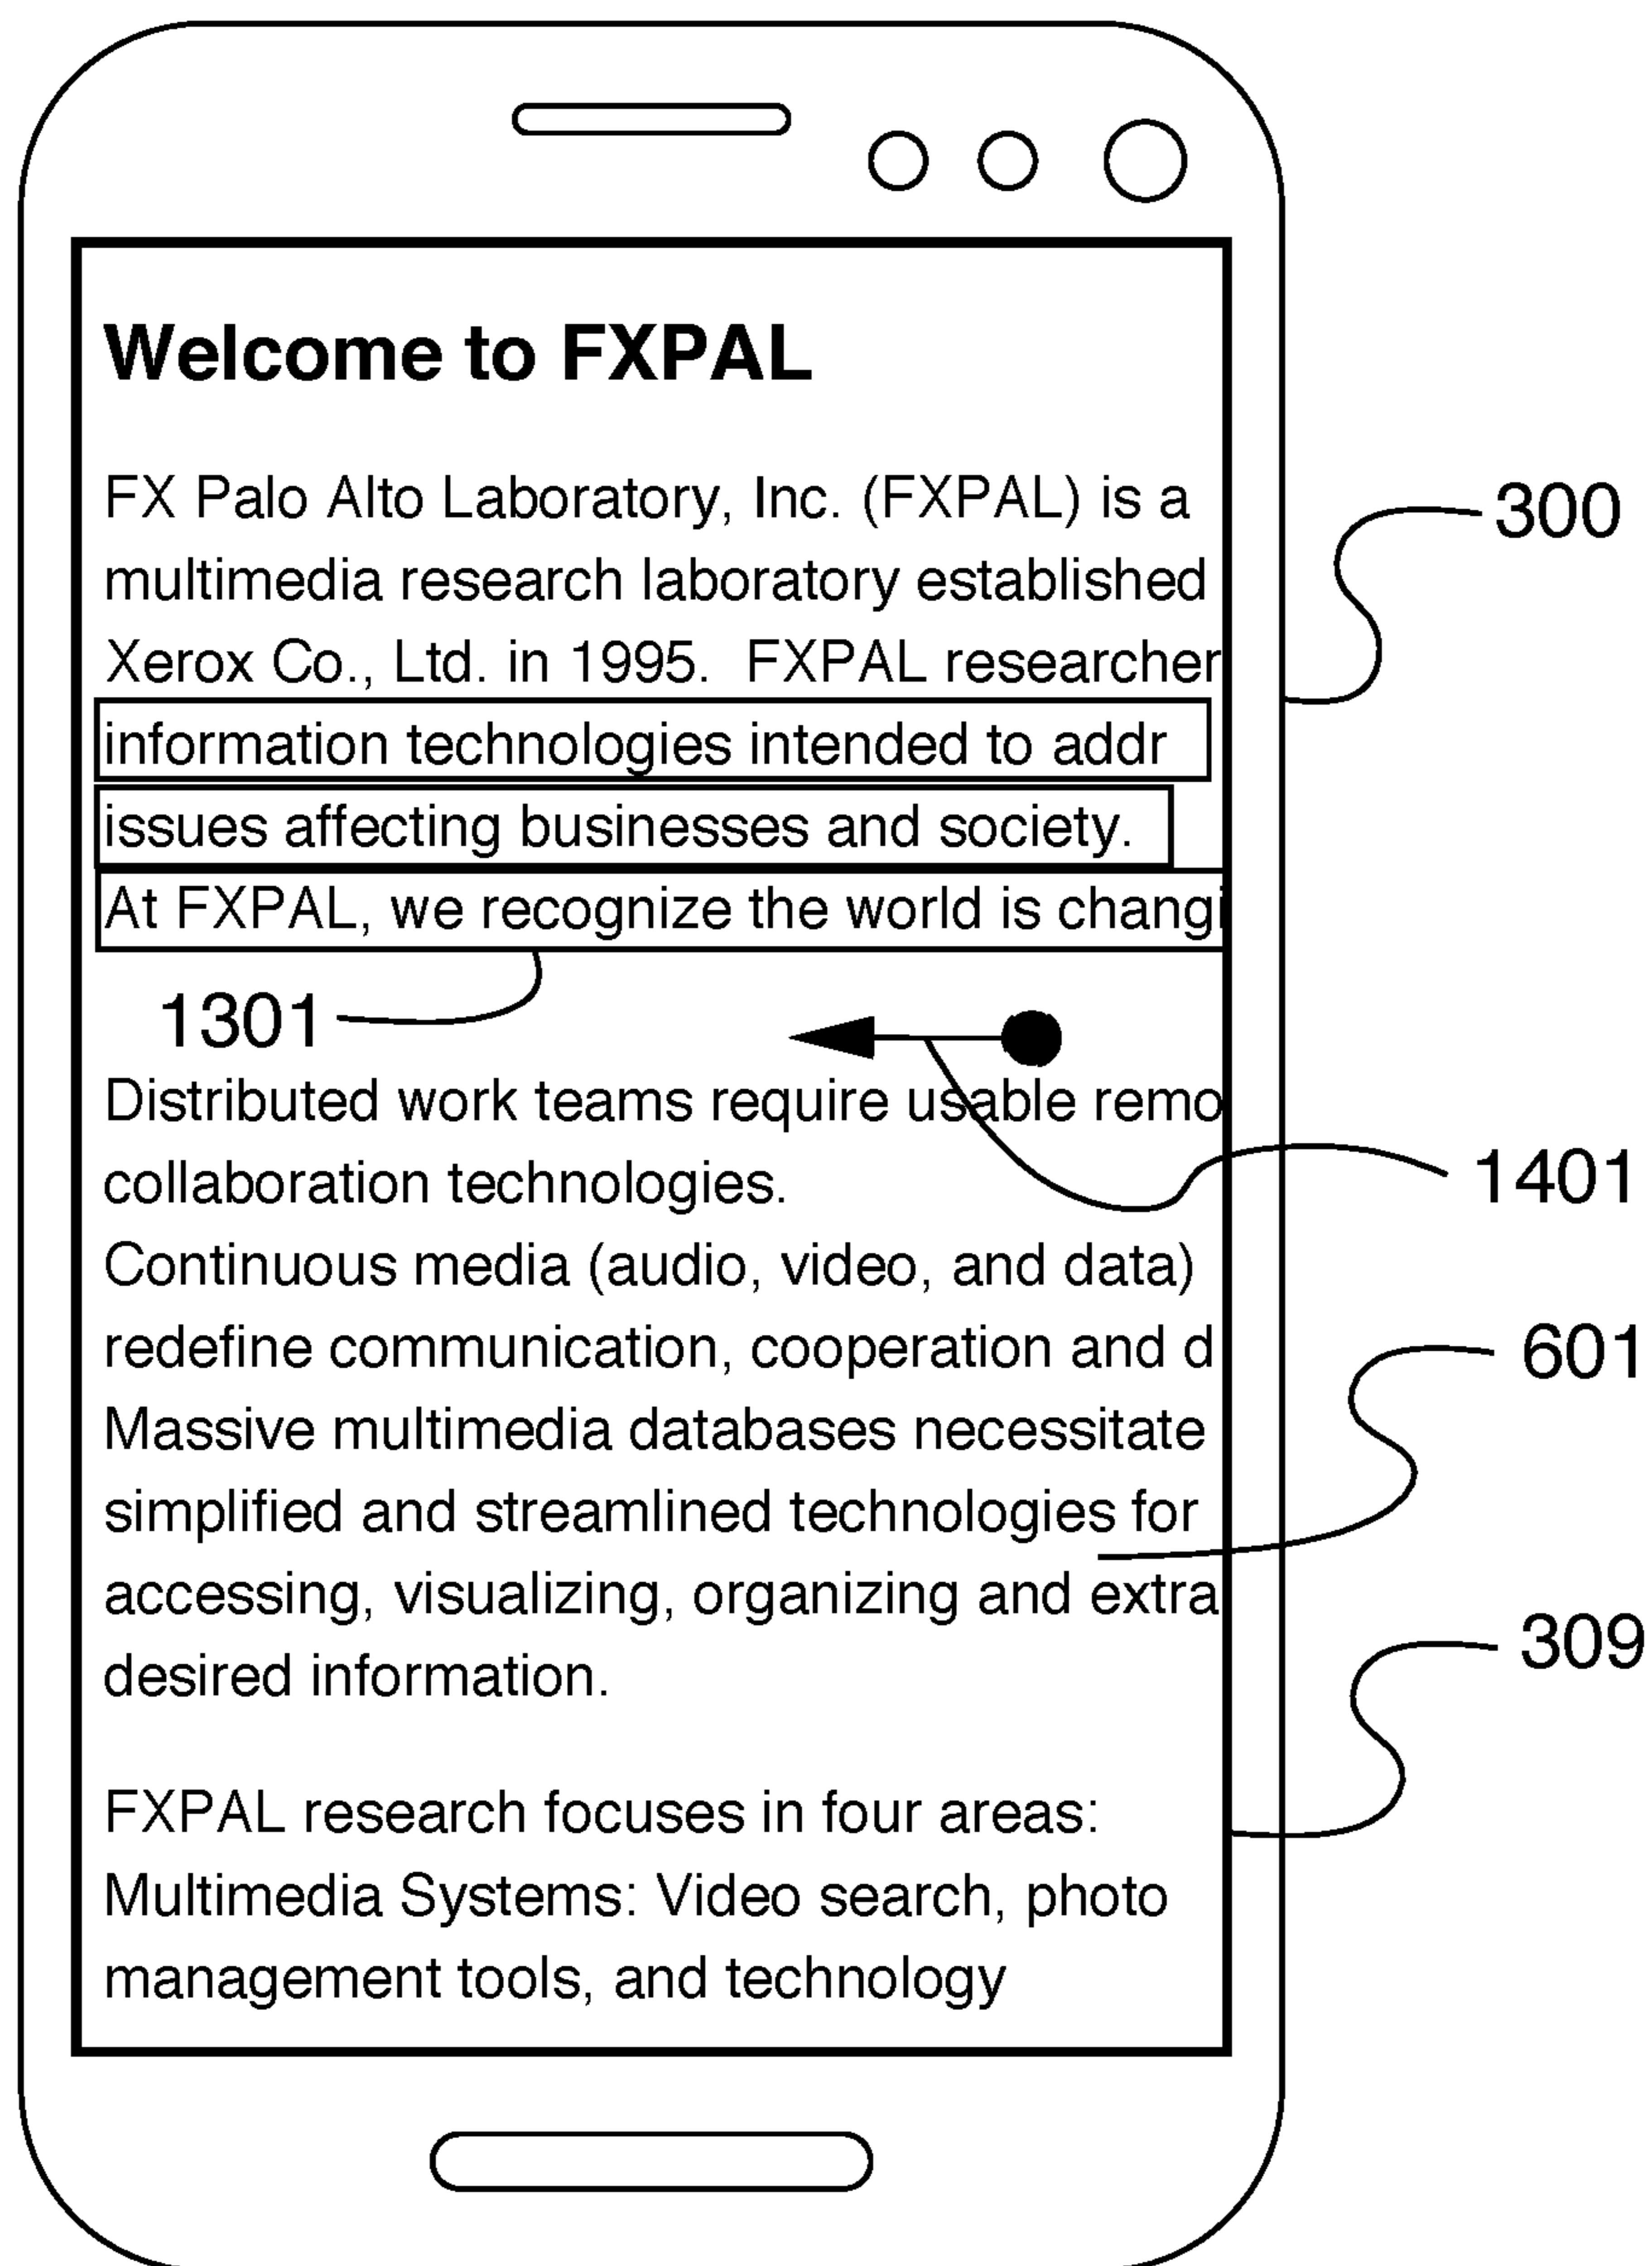 Welcome to FXPAL
FX Palo Alto Laboratory, Inc. (FXPAL) is a
multimedia research laboratory established
Xerox Co., Ltd. in 1995.  FXPAL researcher
300
information technologies intended to addr
issues affecting businesses and society.
At FXPAL, we recognize the world is changi
1301
Distributed work teams require usable remo
1401
collaboration technologies.
Continuous media (audio, video, and data)
redefine communication, cooperation and d
601
Massive multimedia databases necessitate
simplified and streamlined technologies for
accessing, visualizing, organizing and extra
309
desired information.
FXPAL research focuses in four areas:
Multimedia Systems: Video search, photo
management tools, and technology